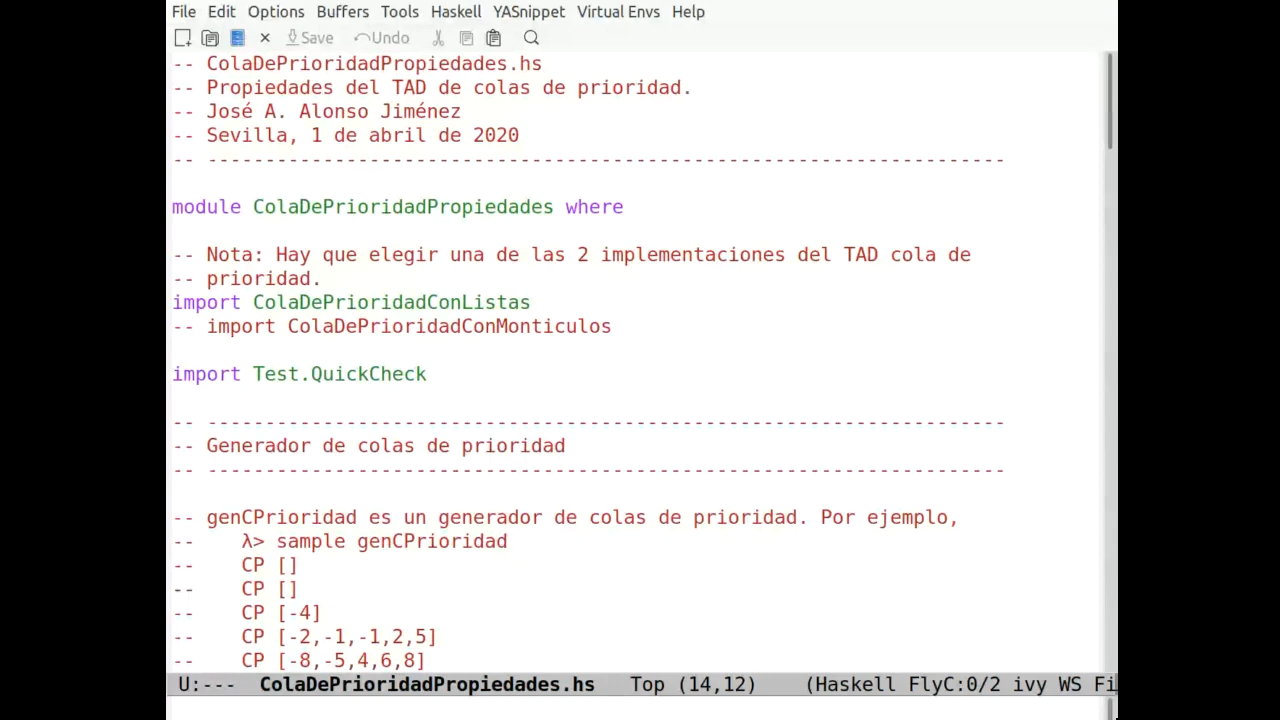 File Edit Options Buffers Tools Haskell YASnippet Virtual Envs Help
Save Undo
-- ColaDePrioridadPropiedades.hs
-- Propiedades del TAD de colas de prioridad.
-- José A. Alonso Jiménez
-- Sevilla, 1 de abril de 2020
-- ---------------------------------------------------------------------
module ColaDePrioridadPropiedades where
-- Nota: Hay que elegir una de las 2 implementaciones del TAD cola de
-- prioridad.
import ColaDePrioridadConListas
-- import ColaDePrioridadConMonticulos
import Test.QuickCheck
-- ---------------------------------------------------------------------
-- Generador de colas de prioridad
-- ---------------------------------------------------------------------
-- genCPrioridad es un generador de colas de prioridad. Por ejemplo,
--    λ> sample genCPrioridad
--    CP []
--    CP []
--    CP [-4]
--    CP [-2,-1,-1,2,5]
--    CP [-8,-5,4,6,8]
U:--- ColaDePrioridadPropiedades.hs Top (14,12) (Haskell FlyC:0/2 ivy WS Fi